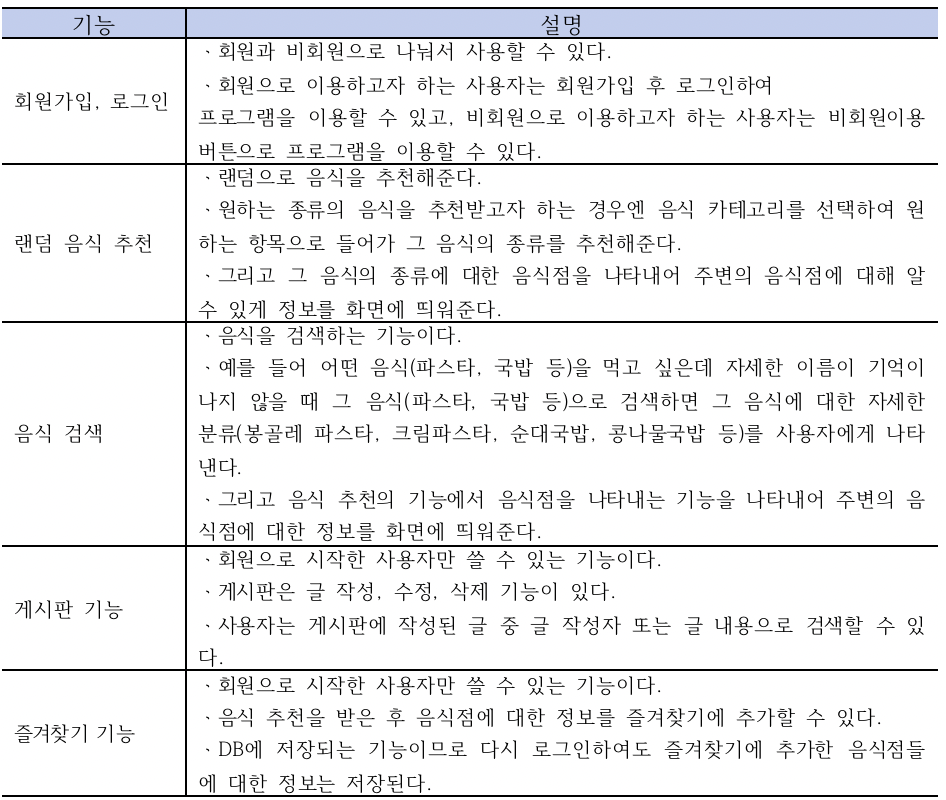 기능 설명
회원가입, 로그인
、회원과 비회원으로 나눠서 사용할 수 있다.
、회원으로 이용하고자 하는 사용자는 회원가입 후 로그인하여
프로그램을 이용할 수 있고, 비회원으로 이용하고자 하는 사용자는 비회원이용
버튼으로 프로그램을 이용할 수 있다.
랜덤 음식 추천
、랜덤으로 음식을 추천해준다.
、원하는 종류의 음식을 추천받고자 하는 경우엔 음식 카테고리를 선택하여 원
하는 항목으로 들어가 그 음식의 종류를 추천해준다.
、그리고 그 음식의 종류에 대한 음식점을 나타내어 주변의 음식점에 대해 알
수 있게 정보를 화면에 띄워준다.
음식 검색
、음식을 검색하는 기능이다.
、예를 들어 어떤 음식(파스타, 국밥 등)을 먹고 싶은데 자세한 이름이 기억이
나지 않을 때 그 음식(파스타, 국밥 등)으로 검색하면 그 음식에 대한 자세한
분류(봉골레 파스타, 크림파스타, 순대국밥, 콩나물국밥 등)를 사용자에게 나타
낸다.
、그리고 음식 추천의 기능에서 음식점을 나타내는 기능을 나타내어 주변의 음
식점에 대한 정보를 화면에 띄워준다.
게시판 기능
、회원으로 시작한 사용자만 쓸 수 있는 기능이다.
、게시판은 글 작성, 수정, 삭제 기능이 있다.
、사용자는 게시판에 작성된 글 중 글 작성자 또는 글 내용으로 검색할 수 있
다.
즐겨찾기 기능
、회원으로 시작한 사용자만 쓸 수 있는 기능이다.
、음식 추천을 받은 후 음식점에 대한 정보를 즐겨찾기에 추가할 수 있다.
、DB에 저장되는 기능이므로 다시 로그인하여도 즐겨찾기에 추가한 음식점들
에 대한 정보는 저장된다.